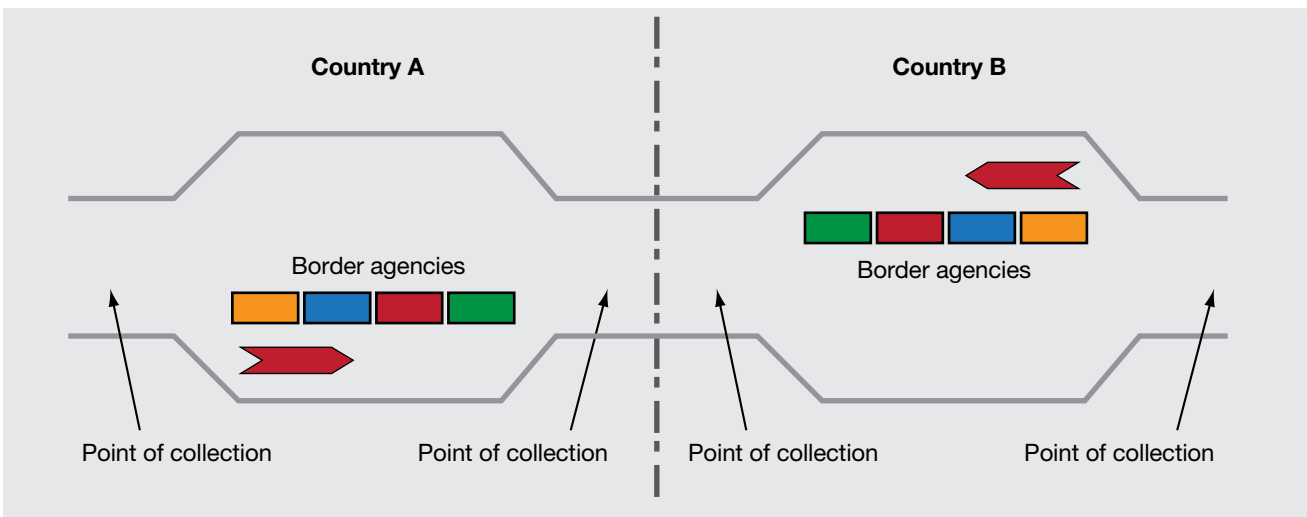 Country A
Country B
Border agencies
Border agencies
Point of collection
Point of collection
Point of collection
Point of collection